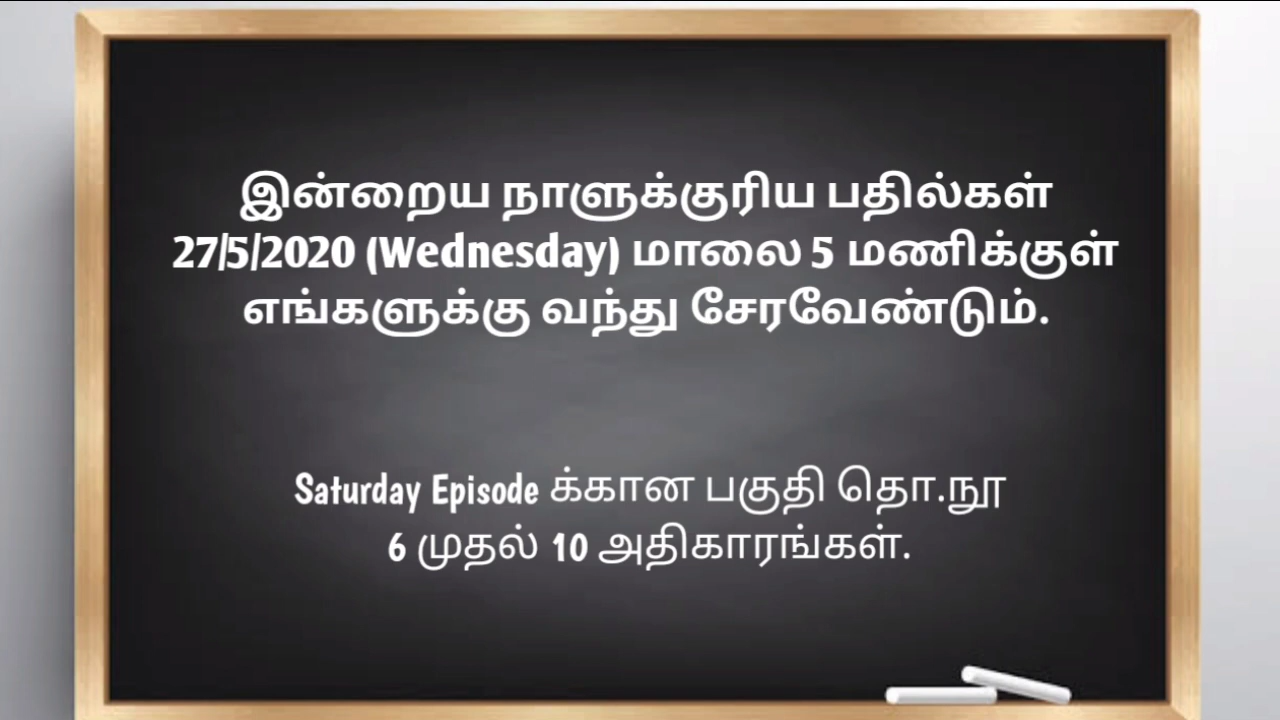 இன்றைய நாளுக்குரிய பதில்கள்
27/5/2020 (Wednesday) மாலை 5 மணிக்குள்
எங்களுக்கு வந்து சேரவேண்டும்.
Saturday Episode க்கான பகுதி தொ.நூ
6 முதல் 10 அதிகாரங்கள்.